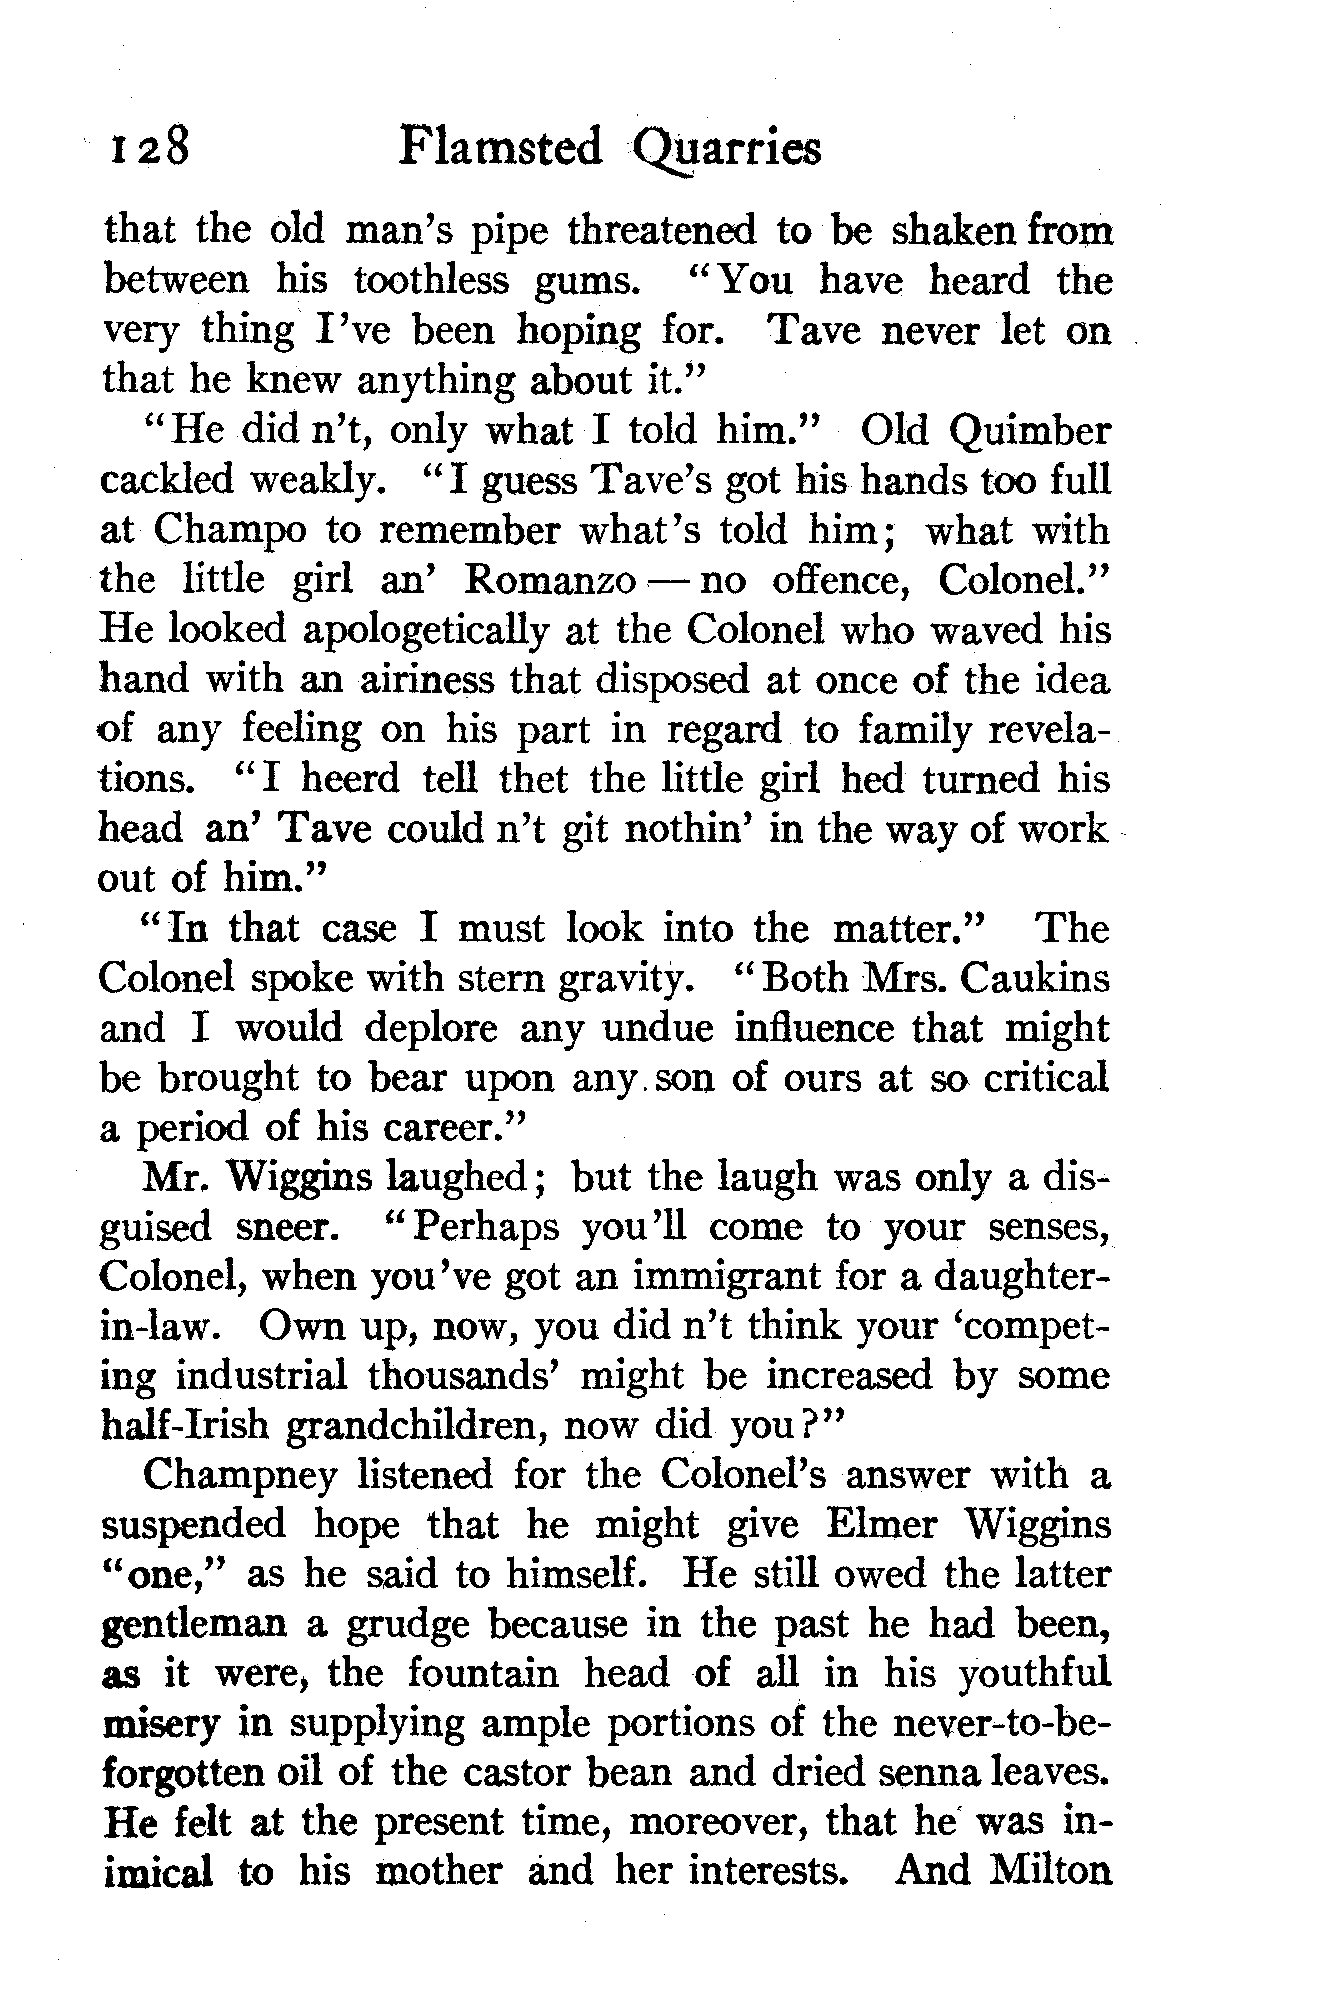 128 Flamsted Quarries
that the old man's pipe threatened to be shaken from
between his toothless gums. "You have heard the
very thing I've been hoping for. Tave never let on
that he knew anything about it."
"He did n't, only what I told him." Old Quimber
cackled weakly. "I guess Tave's got his hands too full
at Champo to remember what's told him; what with
the little girl an' Romanzo — no offence, Colonel."
He looked apologetically at the Colonel who waved his
hand with an airiness that disposed at once of the idea
of any feeling on his part in regard to family revela-
tions. "I heerd tell thet the little girl hed turned his
head an' Tave could n't git nothin' in the way of work
out of him."
"In that case I must look into the matter." The
Colonel spoke with stern gravity. "Both Mrs. Caukins
and I would deplore any undue influence that might
be brought to bear upon any son of ours at so critical
a period of his career."
Mr. Wiggins laughed; but the laugh was only a dis-
guised sneer. "Perhaps you'll come to your senses,
Colonel, when you've got an immigrant for a daughter-
in-law. Own up, now, you did n't think your 'compet-
ing industrial thousands' might be increased by some
half-Irish grandchildren, now did you?"
Champney listened for the Colonel's answer with a
suspended hope that he might give Elmer Wiggins
"one," as he said to himself. He still owed the latter
gentleman a grudge because in the past he had been,
as it were, the fountain head of all in his youthful
misery in supplying ample portions of the never-to-be-
forgotten oil of the castor bean and dried senna leaves.
He felt at the present time, moreover, that he was in-
imical to his mother and her interests. And Milton